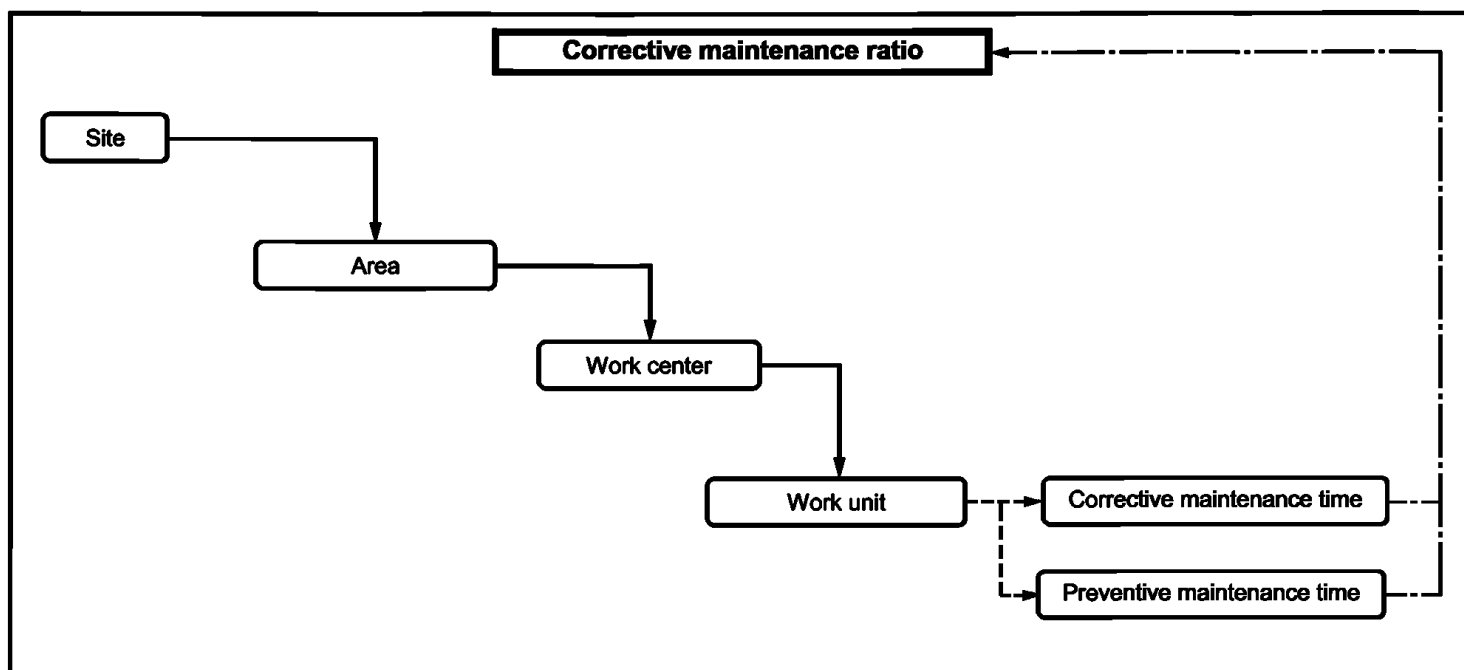 Corrective maintenance ratio
Site
Area
Work center
Work unit
Corrective maintenance time
Preventive maintenance time